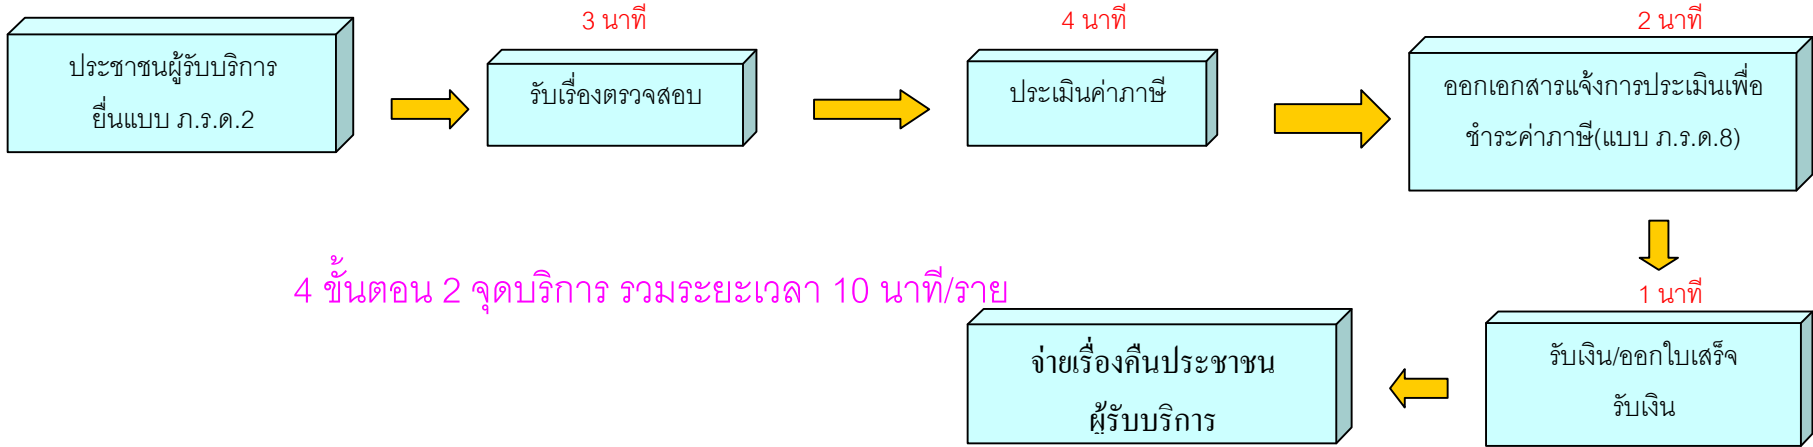 ประชาชนผู้รับบริการ
ยื่นแบบ ภ.ร.ด.2
3 นาที
รับเรื่องตรวจสอบ
4 นาที
ประเมินค่าภาษี
2 นาที
ออกเอกสารแจ้งการประเมินเพื่อ
ชำระค่าภาษี(แบบ ภ.ร.ด.8)
4 ขั้นตอน 2 จุดบริการ รวมระยะเวลา 10 นาที/ราย
1 นาที
รับเงิน/ออกใบเสร็จ
รับเงิน
จ่ายเรื่องคืนประชาชน
ผู้รับบริการ